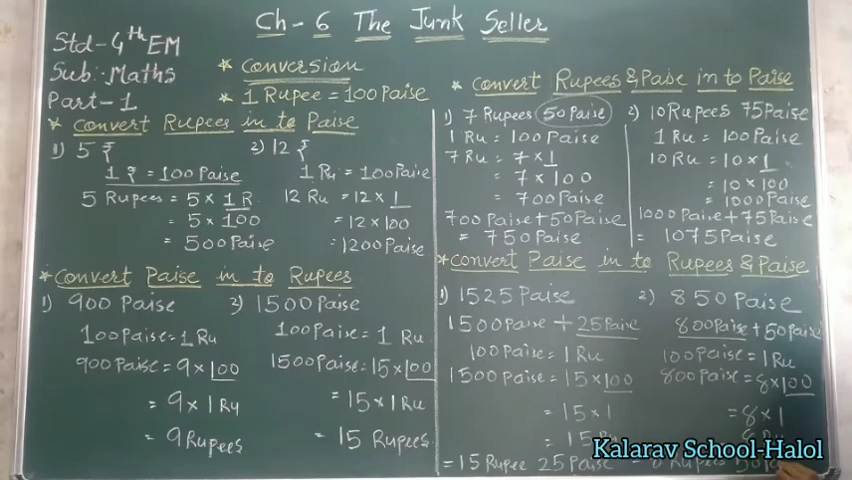 Ch - 6 The Junk Seller
Std - 4th EM
Sub: Maths
Part - 1
* Conversion
* 1 Rupee = 100 Paise
* Convert Rupees in to Paise
1) 5 ₹
1 ₹ = 100 Paise
5 Rupees = 5 × 1 R
= 5 × 100
= 500 Paise
2) 12 ₹
1 Ru = 100 Paise
12 Ru = 12 × 1
= 12 × 100
= 1200 Paise
* Convert Paise in to Rupees
1) 900 Paise
100 Paise = 1 Ru
900 Paise = 9 × 100
= 9 × 1 Ru
= 9 Rupees
2) 1500 Paise
100 Paise = 1 Ru
1500 Paise = 15 × 100
= 15 × 1 Ru
= 15 Rupees
* Convert Rupees & Paise in to Paise
1) 7 Rupees 50 Paise
1 Ru = 100 Paise
7 Ru = 7 × 1
= 7 × 100
= 700 Paise
700 Paise + 50 Paise
= 750 Paise
2) 10 Rupees 75 Paise
1 Ru = 100 Paise
10 Ru = 10 × 1
= 10 × 100
= 1000 Paise
1000 Paise + 75 Paise
= 1075 Paise
* Convert Paise in to Rupees & Paise
1) 1525 Paise
1500 Paise + 25 Paise
100 Paise = 1 Ru
1500 Paise = 15 × 100
= 15 × 1
= 15
= 15 Rupee 25 Paise
2) 850 Paise
800 Paise + 50 Paise
100 Paise = 1 Ru
800 Paise = 8 × 100
= 8 × 1
= 8 Rupees 50
Kalarav School-Halol